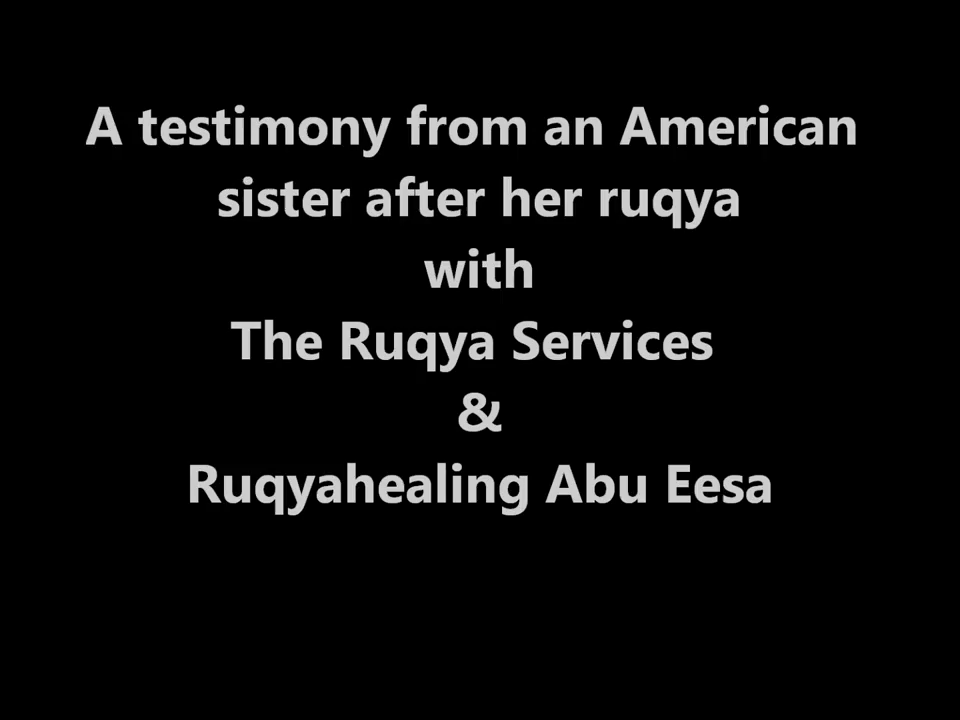 A testimony from an American
sister after her ruqya
with
The Ruqya Services
&
Ruqyahealing Abu Eesa